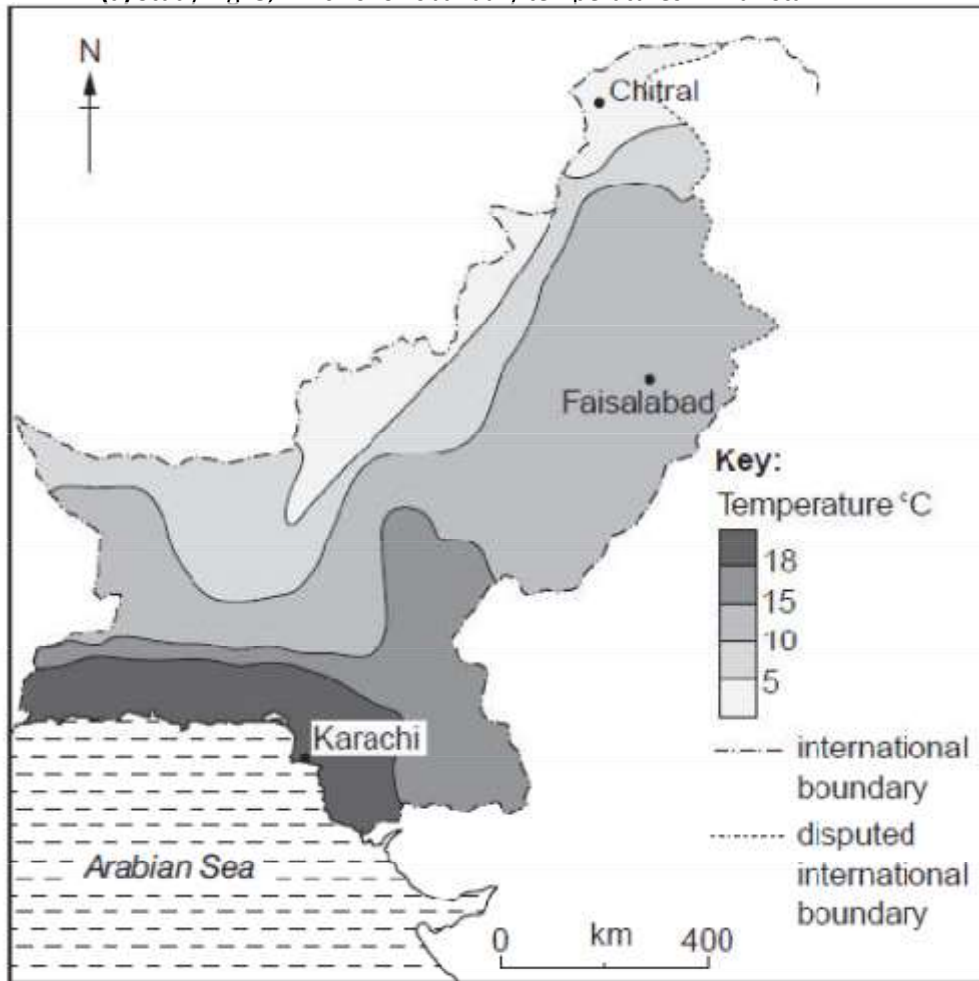 N
Chitral
Faisalabad
Key:
Temperature °C
18
15
10
5
Karachi
international
boundary
disputed
international
boundary
Arabian Sea
0 km 400